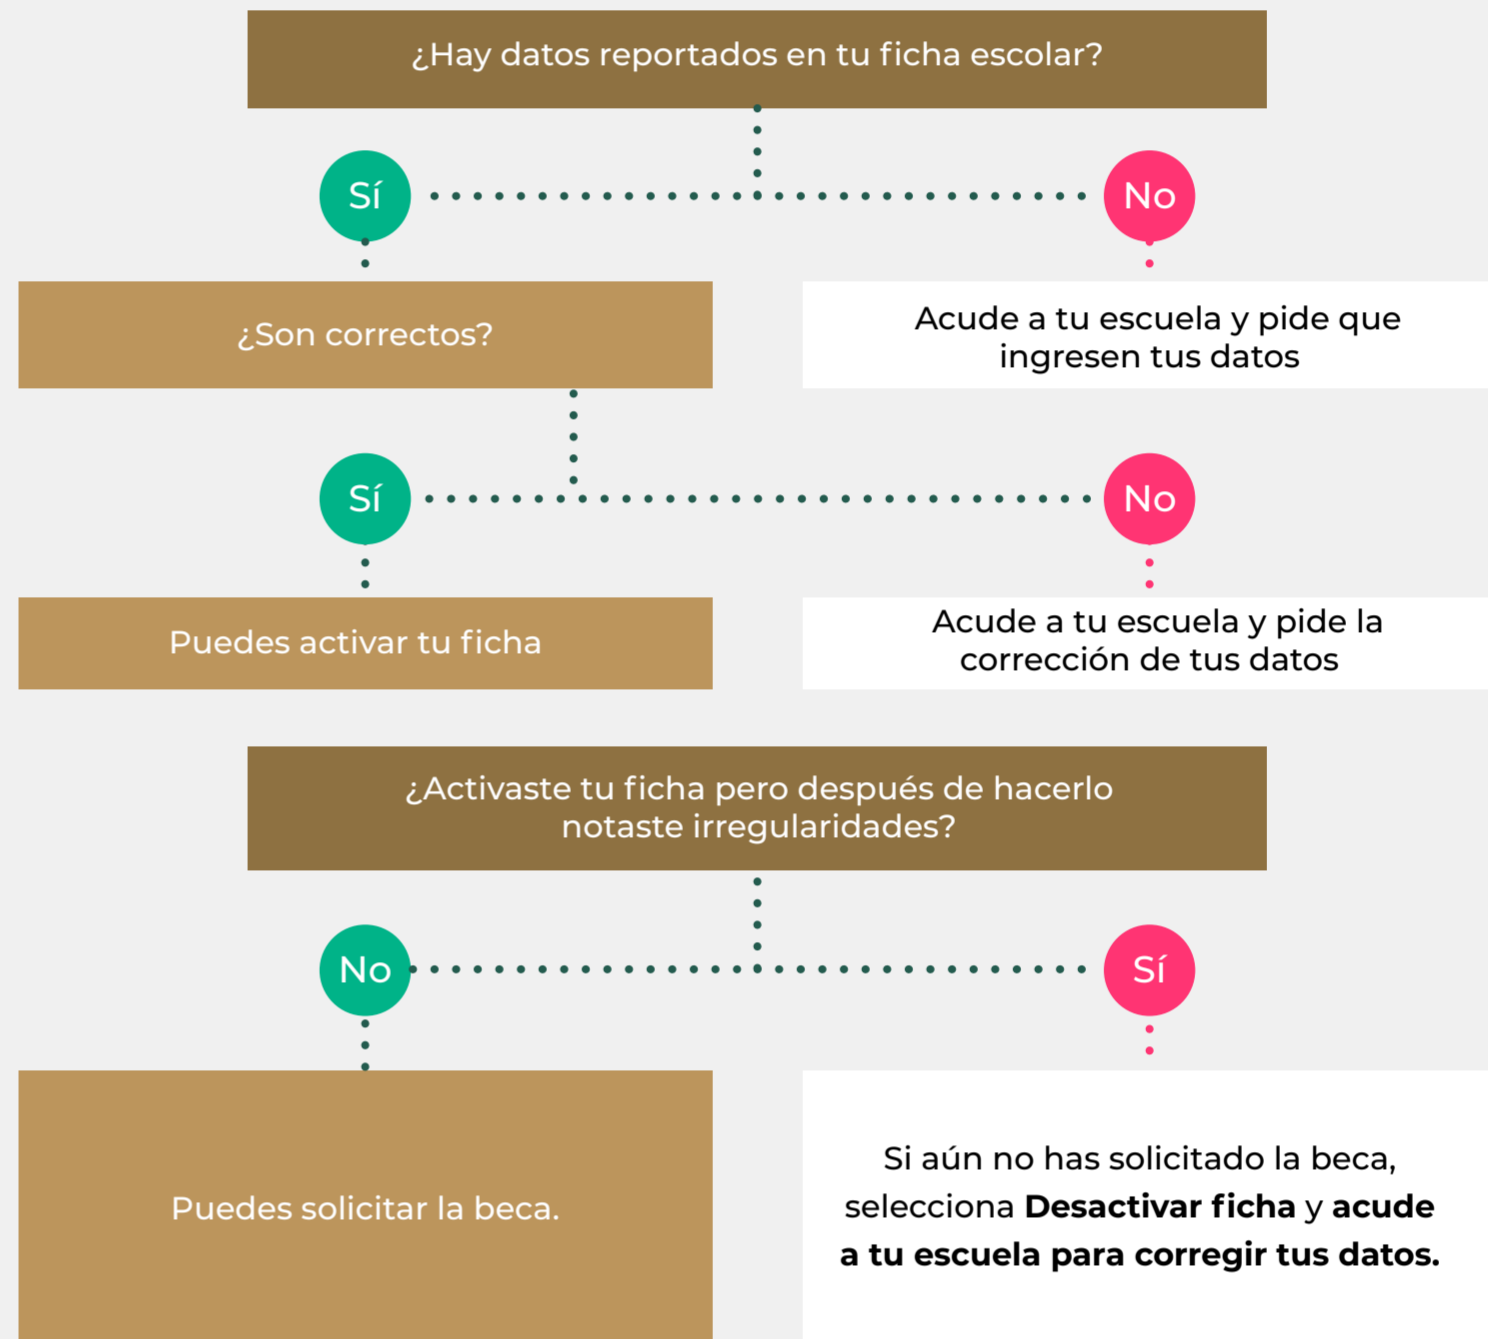 ¿Hay datos reportados en tu ficha escolar?
Sí
No
¿Son correctos?
Acude a tu escuela y pide que
ingresen tus datos
Sí
No
Puedes activar tu ficha
Acude a tu escuela y pide la
corrección de tus datos
¿Activaste tu ficha pero después de hacerlo
notaste irregularidades?
No
Sí
Puedes solicitar la beca.
Si aún no has solicitado la beca,
selecciona Desactivar ficha y acude
a tu escuela para corregir tus datos.